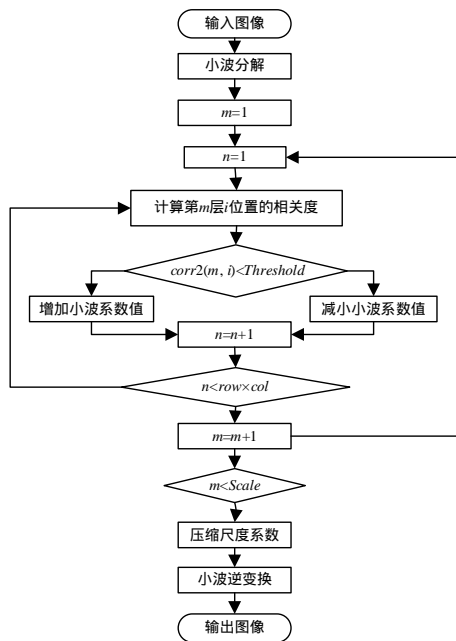 输入图像
小波分解
m=1
n=1
计算第m层i位置的相关度
corr2(m, i)<Threshold
增加小波系数值
减小小波系数值
n=n+1
n<row×col
m=m+1
m<Scale
压缩尺度系数
小波逆变换
输出图像